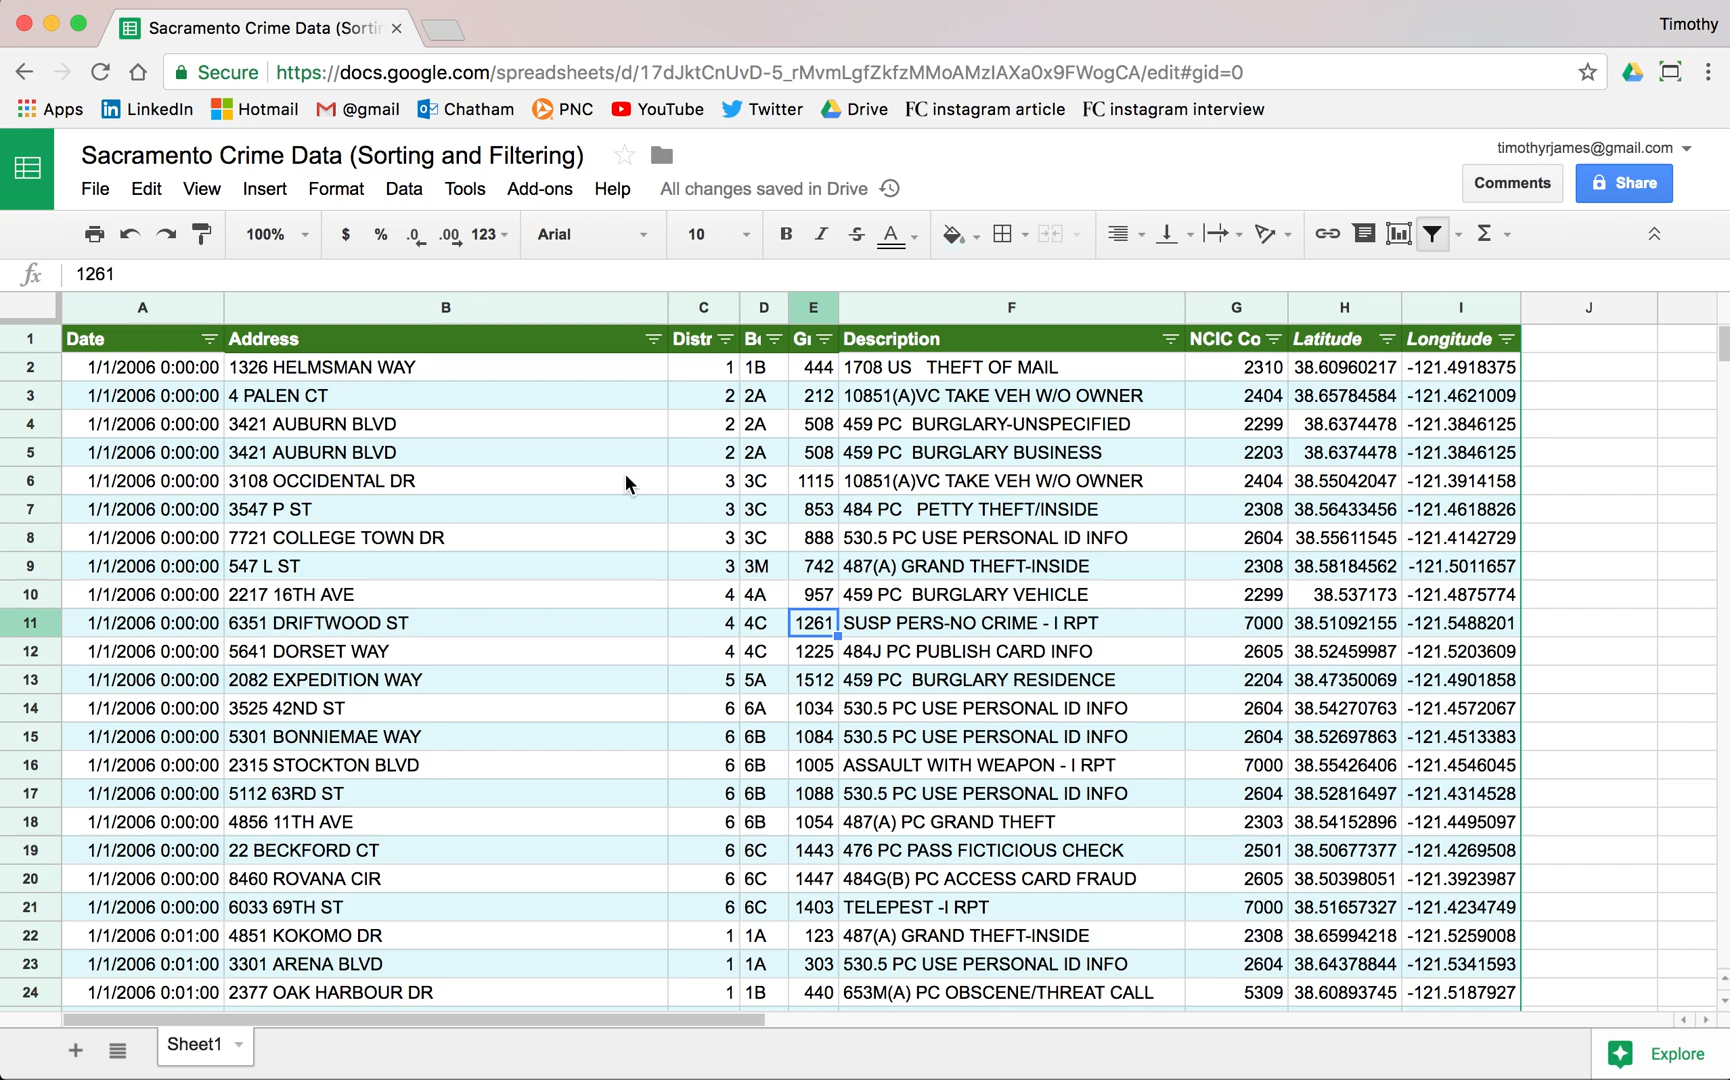 Sacramento Crime Data (Sortin
Timothy
Secure https://docs.google.com/spreadsheets/d/17dJktCnUvD-5_rMvmLgfZkfzMMoAMzIAXa0x9FWogCA/edit#gid=0
Apps LinkedIn Hotmail @gmail Chatham PNC YouTube Twitter Drive FC instagram article FC instagram interview
Sacramento Crime Data (Sorting and Filtering)
timothyrjames@gmail.com
File Edit View Insert Format Data Tools Add-ons Help All changes saved in Drive
Comments Share
100% $ % .0 .00 123 Arial 10 B I S A Σ
fx 1261
A B C D E F G H I J
1 Date Address Distr Be Gr Description NCIC Co Latitude Longitude
2 1/1/2006 0:00:00 1326 HELMSMAN WAY 1 1B 444 1708 US THEFT OF MAIL 2310 38.60960217 -121.4918375
3 1/1/2006 0:00:00 4 PALEN CT 2 2A 212 10851(A)VC TAKE VEH W/O OWNER 2404 38.65784584 -121.4621009
4 1/1/2006 0:00:00 3421 AUBURN BLVD 2 2A 508 459 PC BURGLARY-UNSPECIFIED 2299 38.6374478 -121.3846125
5 1/1/2006 0:00:00 3421 AUBURN BLVD 2 2A 508 459 PC BURGLARY BUSINESS 2203 38.6374478 -121.3846125
6 1/1/2006 0:00:00 3108 OCCIDENTAL DR 3 3C 1115 10851(A)VC TAKE VEH W/O OWNER 2404 38.55042047 -121.3914158
7 1/1/2006 0:00:00 3547 P ST 3 3C 853 484 PC PETTY THEFT/INSIDE 2308 38.56433456 -121.4618826
8 1/1/2006 0:00:00 7721 COLLEGE TOWN DR 3 3C 888 530.5 PC USE PERSONAL ID INFO 2604 38.55611545 -121.4142729
9 1/1/2006 0:00:00 547 L ST 3 3M 742 487(A) GRAND THEFT-INSIDE 2308 38.58184562 -121.5011657
10 1/1/2006 0:00:00 2217 16TH AVE 4 4A 957 459 PC BURGLARY VEHICLE 2299 38.537173 -121.4875774
11 1/1/2006 0:00:00 6351 DRIFTWOOD ST 4 4C 1261 SUSP PERS-NO CRIME - I RPT 7000 38.51092155 -121.5488201
12 1/1/2006 0:00:00 5641 DORSET WAY 4 4C 1225 484J PC PUBLISH CARD INFO 2605 38.52459987 -121.5203609
13 1/1/2006 0:00:00 2082 EXPEDITION WAY 5 5A 1512 459 PC BURGLARY RESIDENCE 2204 38.47350069 -121.4901858
14 1/1/2006 0:00:00 3525 42ND ST 6 6A 1034 530.5 PC USE PERSONAL ID INFO 2604 38.54270763 -121.4572067
15 1/1/2006 0:00:00 5301 BONNIEMAE WAY 6 6B 1084 530.5 PC USE PERSONAL ID INFO 2604 38.52697863 -121.4513383
16 1/1/2006 0:00:00 2315 STOCKTON BLVD 6 6B 1005 ASSAULT WITH WEAPON - I RPT 7000 38.55426406 -121.4546045
17 1/1/2006 0:00:00 5112 63RD ST 6 6B 1088 530.5 PC USE PERSONAL ID INFO 2604 38.52816497 -121.4314528
18 1/1/2006 0:00:00 4856 11TH AVE 6 6B 1054 487(A) PC GRAND THEFT 2303 38.54152896 -121.4495097
19 1/1/2006 0:00:00 22 BECKFORD CT 6 6C 1443 476 PC PASS FICTICIOUS CHECK 2501 38.50677377 -121.4269508
20 1/1/2006 0:00:00 8460 ROVANA CIR 6 6C 1447 484G(B) PC ACCESS CARD FRAUD 2605 38.50398051 -121.3923987
21 1/1/2006 0:00:00 6033 69TH ST 6 6C 1403 TELEPEST -I RPT 7000 38.51657327 -121.4234749
22 1/1/2006 0:01:00 4851 KOKOMO DR 1 1A 123 487(A) GRAND THEFT-INSIDE 2308 38.65994218 -121.5259008
23 1/1/2006 0:01:00 3301 ARENA BLVD 1 1A 303 530.5 PC USE PERSONAL ID INFO 2604 38.64378844 -121.5341593
24 1/1/2006 0:01:00 2377 OAK HARBOUR DR 1 1B 440 653M(A) PC OBSCENE/THREAT CALL 5309 38.60893745 -121.5187927
Sheet1
Explore